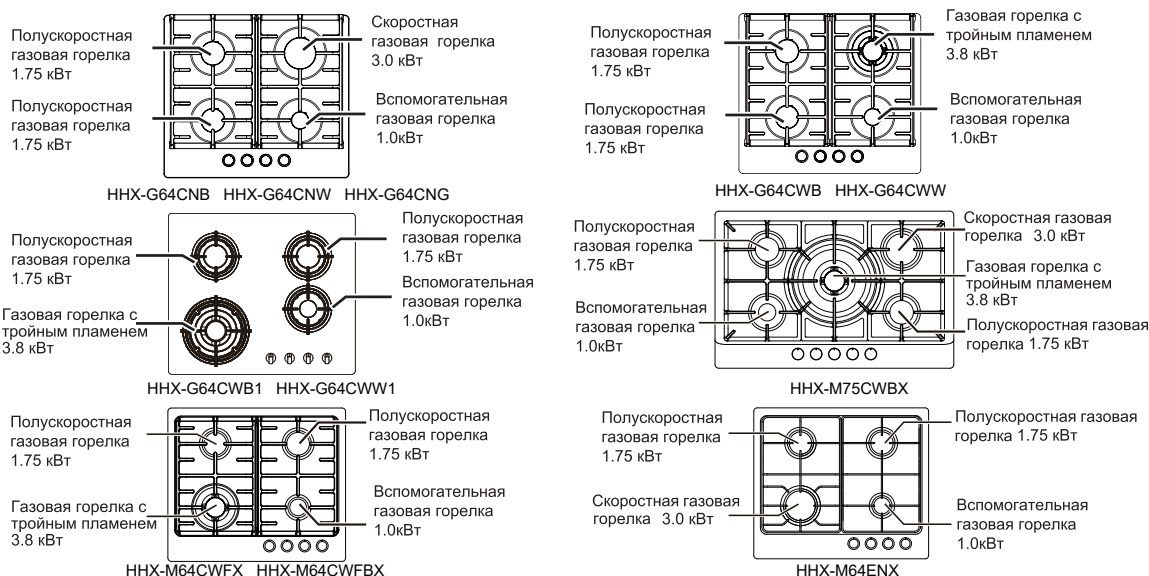 Полускоростная
газовая горелка
1.75 кВт
Скоростная
газовая горелка
3.0 кВт
Полускоростная
газовая горелка
1.75 кВт
Вспомогательная
газовая горелка
1.0кВт
HHX-G64CNB HHX-G64CNW HHX-G64CNG
Полускоростная
газовая горелка
1.75 кВт
Газовая горелка с
тройным пламенем
3.8 кВт
Полускоростная
газовая горелка
1.75 кВт
Вспомогательная
газовая горелка
1.0кВт
HHX-G64CWB HHX-G64CWW
Полускоростная
газовая горелка
1.75 кВт
Полускоростная
газовая горелка
1.75 кВт
Газовая горелка с
тройным пламенем
3.8 кВт
Вспомогательная
газовая горелка
1.0кВт
HHX-G64CWB1 HHX-G64CWW1
Полускоростная
газовая горелка
1.75 кВт
Скоростная газовая
горелка 3.0 кВт
Газовая горелка с
тройным пламенем
3.8 кВт
Вспомогательная
газовая горелка
1.0кВт
Полускоростная газовая
горелка 1.75 кВт
HHX-M75CWBX
Полускоростная
газовая горелка
1.75 кВт
Полускоростная
газовая горелка
1.75 кВт
Газовая горелка с
тройным пламенем
3.8 кВт
Вспомогательная
газовая горелка
1.0кВт
HHX-M64CWFX HHX-M64CWFBX
Полускоростная
газовая горелка
1.75 кВт
Полускоростная газовая
горелка 1.75 кВт
Скоростная газовая
горелка 3.0 кВт
Вспомогательная
газовая горелка
1.0кВт
HHX-M64ENX